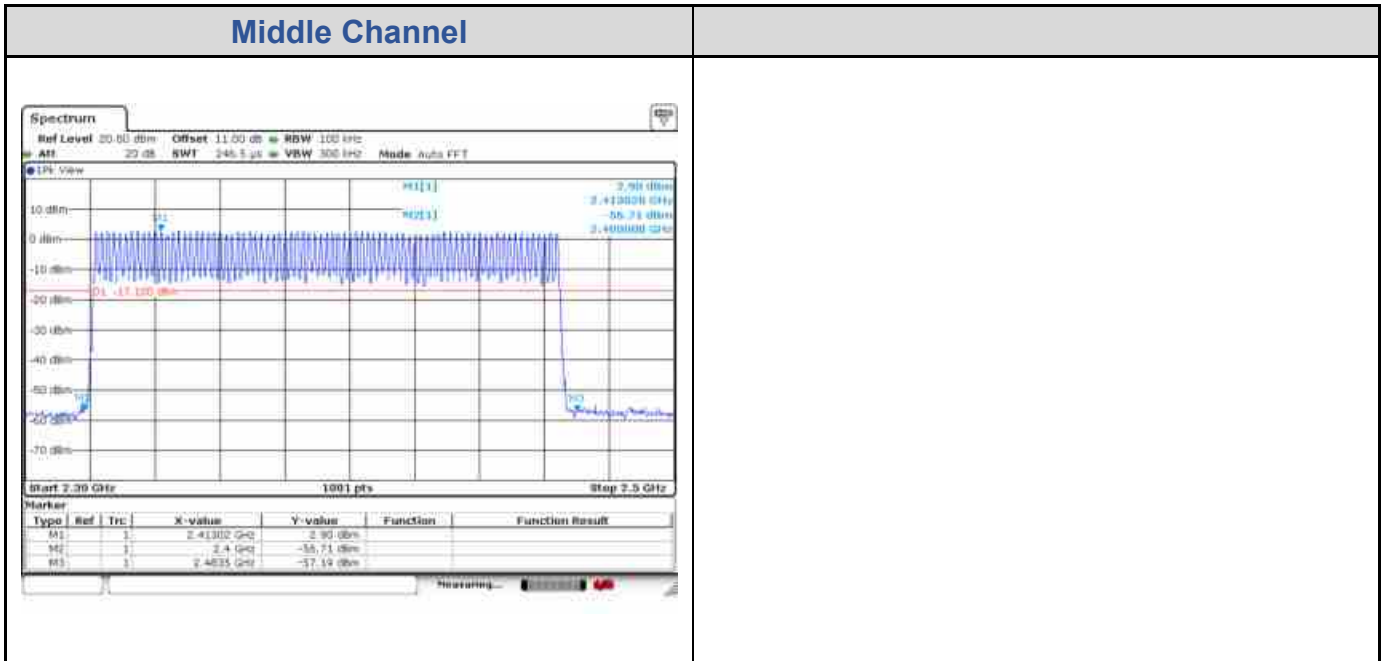 Middle Channel
Spectrum
Ref Level 20.60 dBm Offset 11.00 dB RBW 100 kHz
Att 20 dB SWT 246.5 µs VBW 300 kHz Mode Auto FFT
1Pk View
M1[1] 2.90 dBm
2.413020 GHz
10 dBm
M2[1] -56.71 dBm
2.400000 GHz
M1
0 dBm
-10 dBm
D1 -17.100 dBm
-20 dBm
-30 dBm
-40 dBm
-50 dBm
M2 M3
-60 dBm
-70 dBm
Start 2.39 GHz 1001 pts Stop 2.5 GHz
Marker
Type Ref Trc X-value Y-value Function Function Result
M1 1 2.41302 GHz 2.90 dBm
M2 1 2.4 GHz -56.71 dBm
M3 1 2.4835 GHz -57.19 dBm
Measuring...